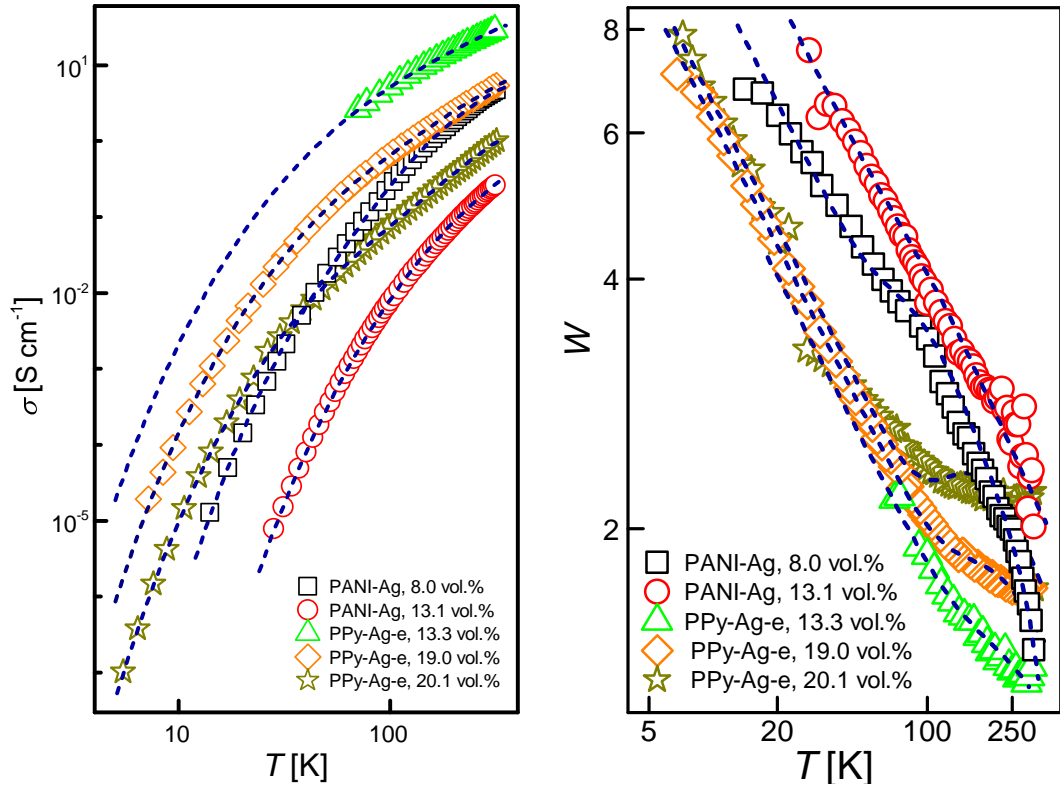 σ [S cm⁻¹]
10¹
10⁻²
10⁻⁵
10
100
T [K]
PANI-Ag, 8.0 vol.%
PANI-Ag, 13.1 vol.%
PPy-Ag-e, 13.3 vol.%
PPy-Ag-e, 19.0 vol.%
PPy-Ag-e, 20.1 vol.%
W
8
6
4
2
5
20
100
250
T [K]
PANI-Ag, 8.0 vol.%
PANI-Ag, 13.1 vol.%
PPy-Ag-e, 13.3 vol.%
PPy-Ag-e, 19.0 vol.%
PPy-Ag-e, 20.1 vol.%